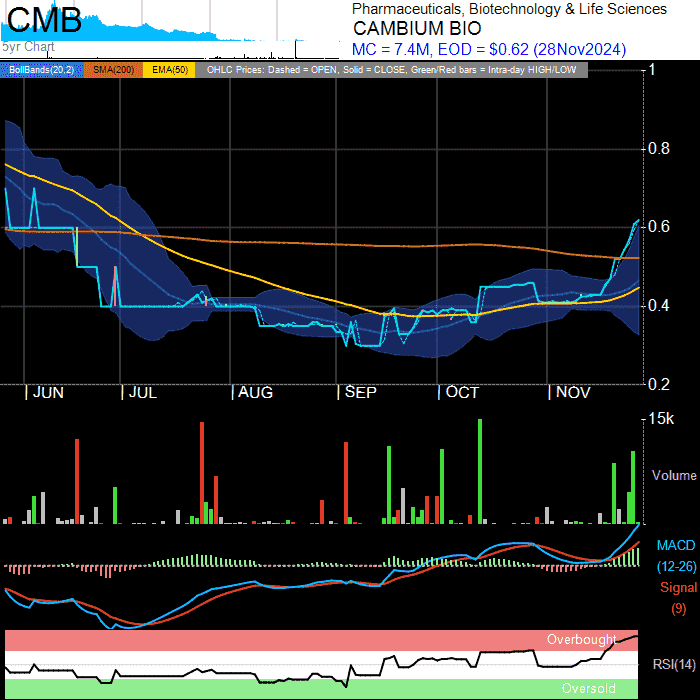 CMB
Pharmaceuticals, Biotechnology & Life Sciences
CAMBIUM BIO
5yr Chart
MC = 7.4M, EOD = $0.62 (28Nov2024)
BollBands(20,2) SMA(200) EMA(50) OHLC Prices: Dashed = OPEN, Solid = CLOSE, Green/Red bars = Intra-day HIGH/LOW
1
0.8
0.6
0.4
0.2
JUN JUL AUG SEP OCT NOV
15k
Volume
MACD
(12-26)
Signal
(9)
Overbought
RSI(14)
Oversold